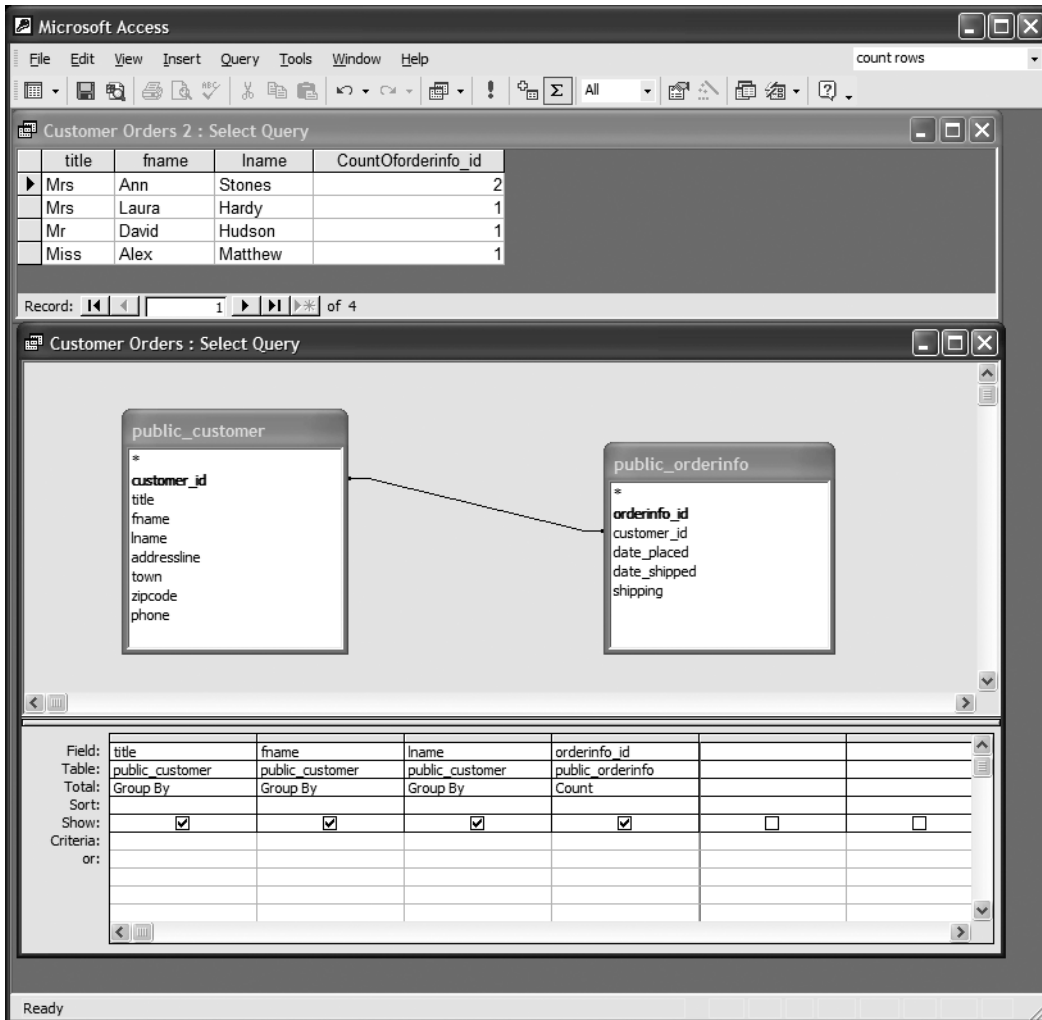 Microsoft Access
File Edit View Insert Query Tools Window Help count rows
ABC Σ All
Customer Orders 2 : Select Query
title fname lname CountOforderinfo_id
Mrs Ann Stones 2
Mrs Laura Hardy 1
Mr David Hudson 1
Miss Alex Matthew 1
Record: 1 of 4
Customer Orders : Select Query
public_customer
*
customer_id
title
fname
lname
addressline
town
zipcode
phone
public_orderinfo
*
orderinfo_id
customer_id
date_placed
date_shipped
shipping
Field: title fname lname orderinfo_id
Table: public_customer public_customer public_customer public_orderinfo
Total: Group By Group By Group By Count
Sort:
Show:
Criteria:
or:
Ready